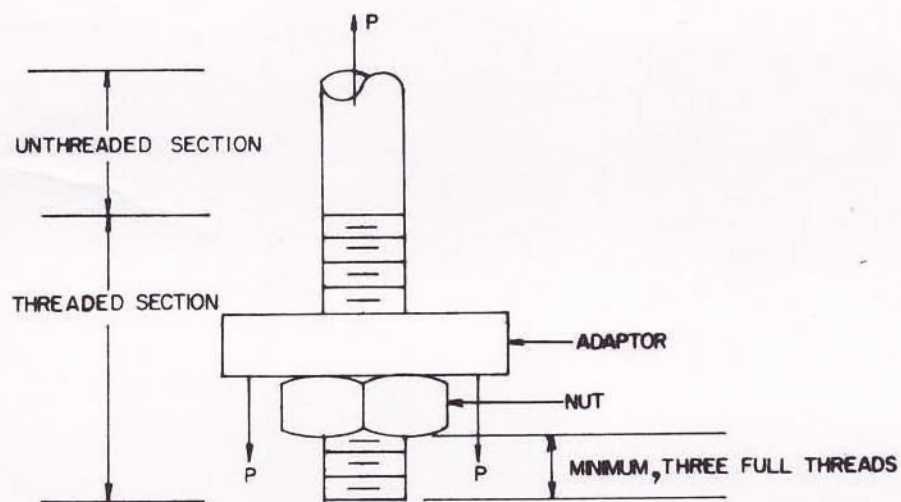 P
UNTHREADED SECTION
THREADED SECTION
ADAPTOR
NUT
P
P
MINIMUM, THREE FULL THREADS